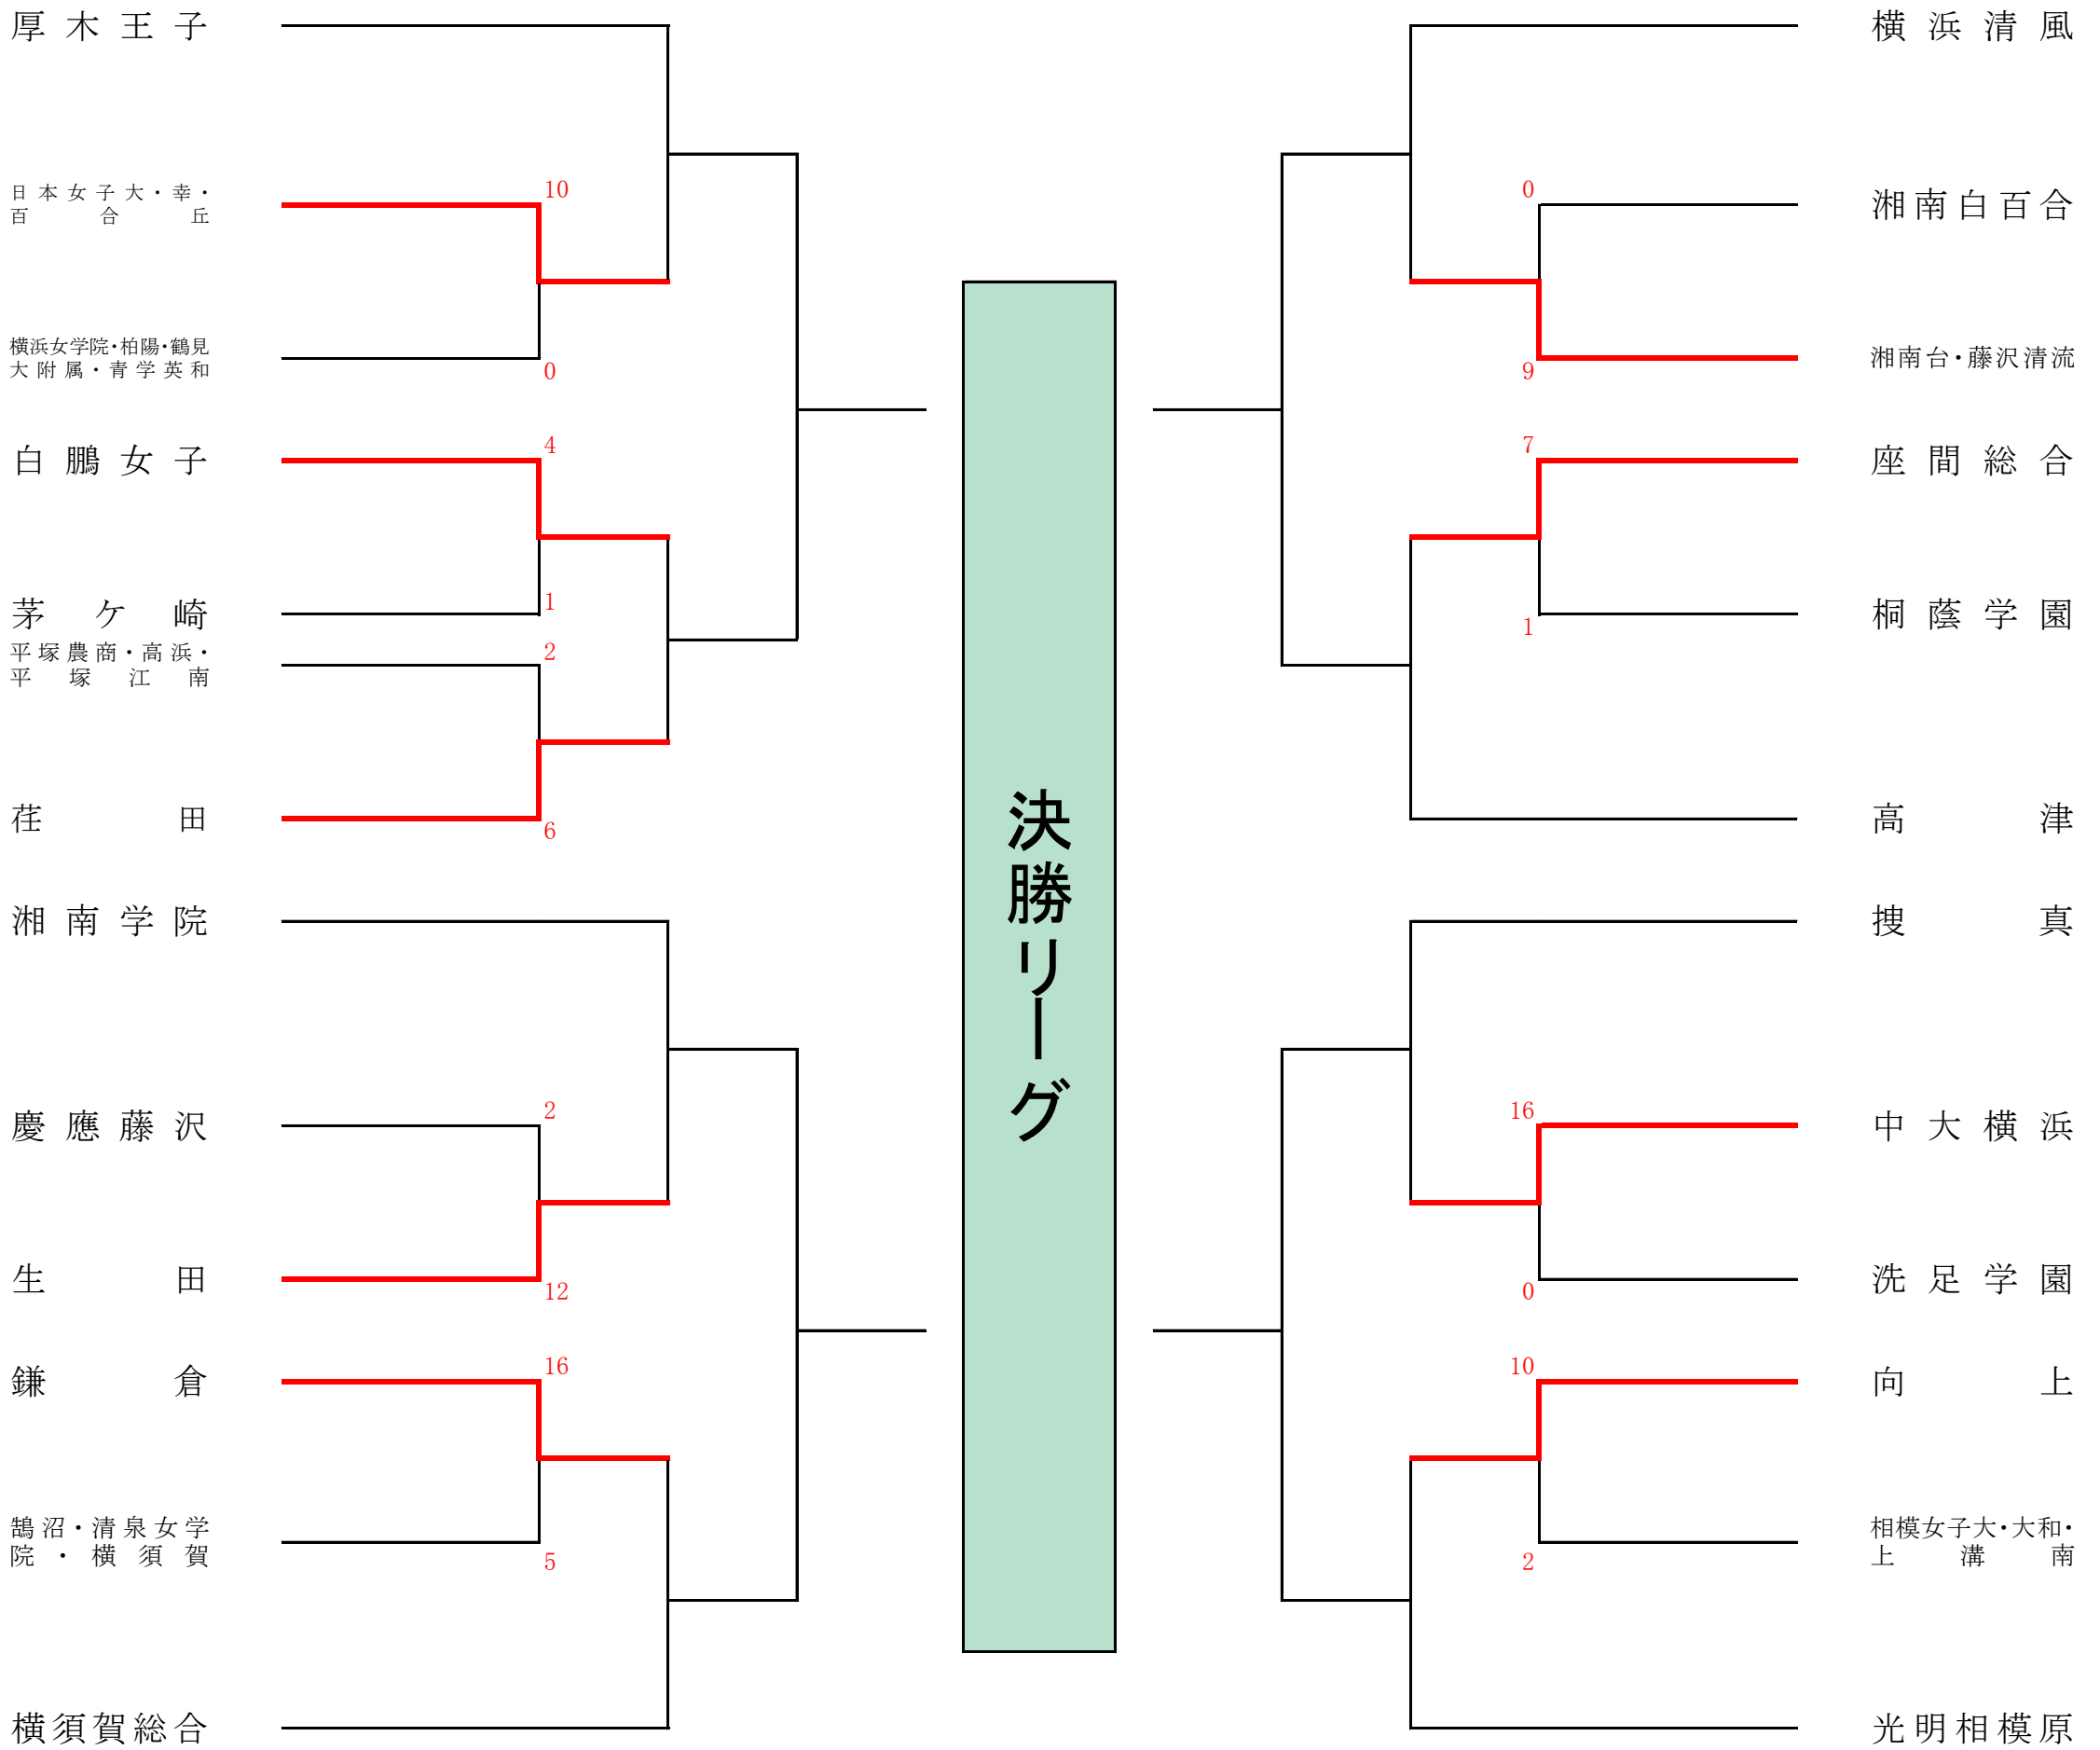 厚木王子
10
日本女子大・幸・
百合丘
横浜女学院・柏陽・鶴見
大附属・青学英和
0
白鵬女子
4
茅ケ崎
1
平塚農商・高浜・
平塚江南
2
荏田
6
湘南学院
慶應藤沢
2
生田
12
鎌倉
16
鵠沼・清泉女学
院・横須賀
5
横須賀総合
決勝リーグ
横浜清風
0
湘南白百合
湘南台・藤沢清流
9
7
座間総合
桐蔭学園
1
高津
捜真
16
中大横浜
洗足学園
0
10
向上
相模女子大・大和・
上溝南
2
光明相模原